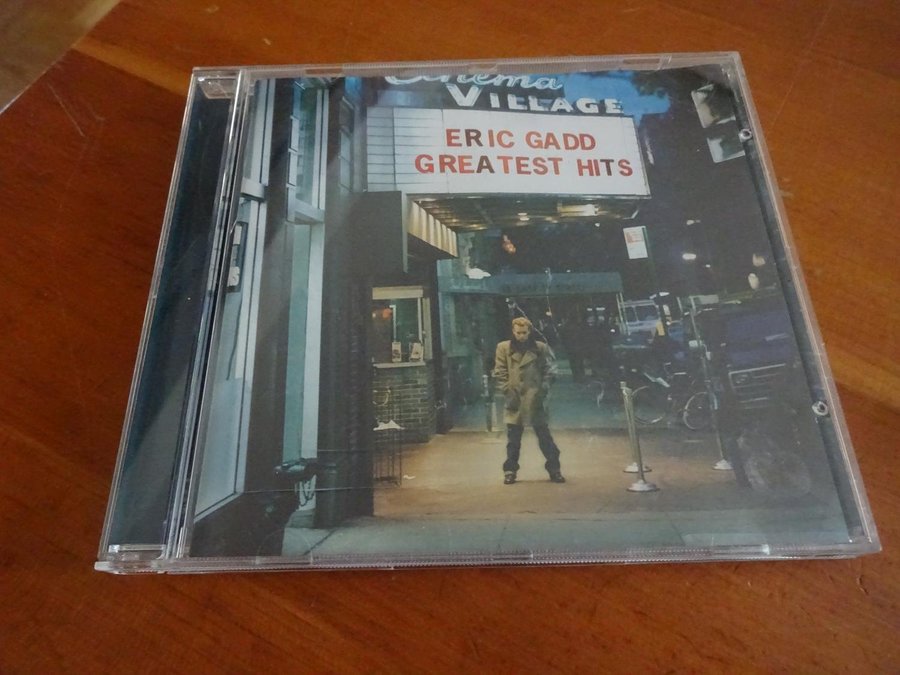 Cinema
VILLAGE
ERIC GADD
GREATEST HITS